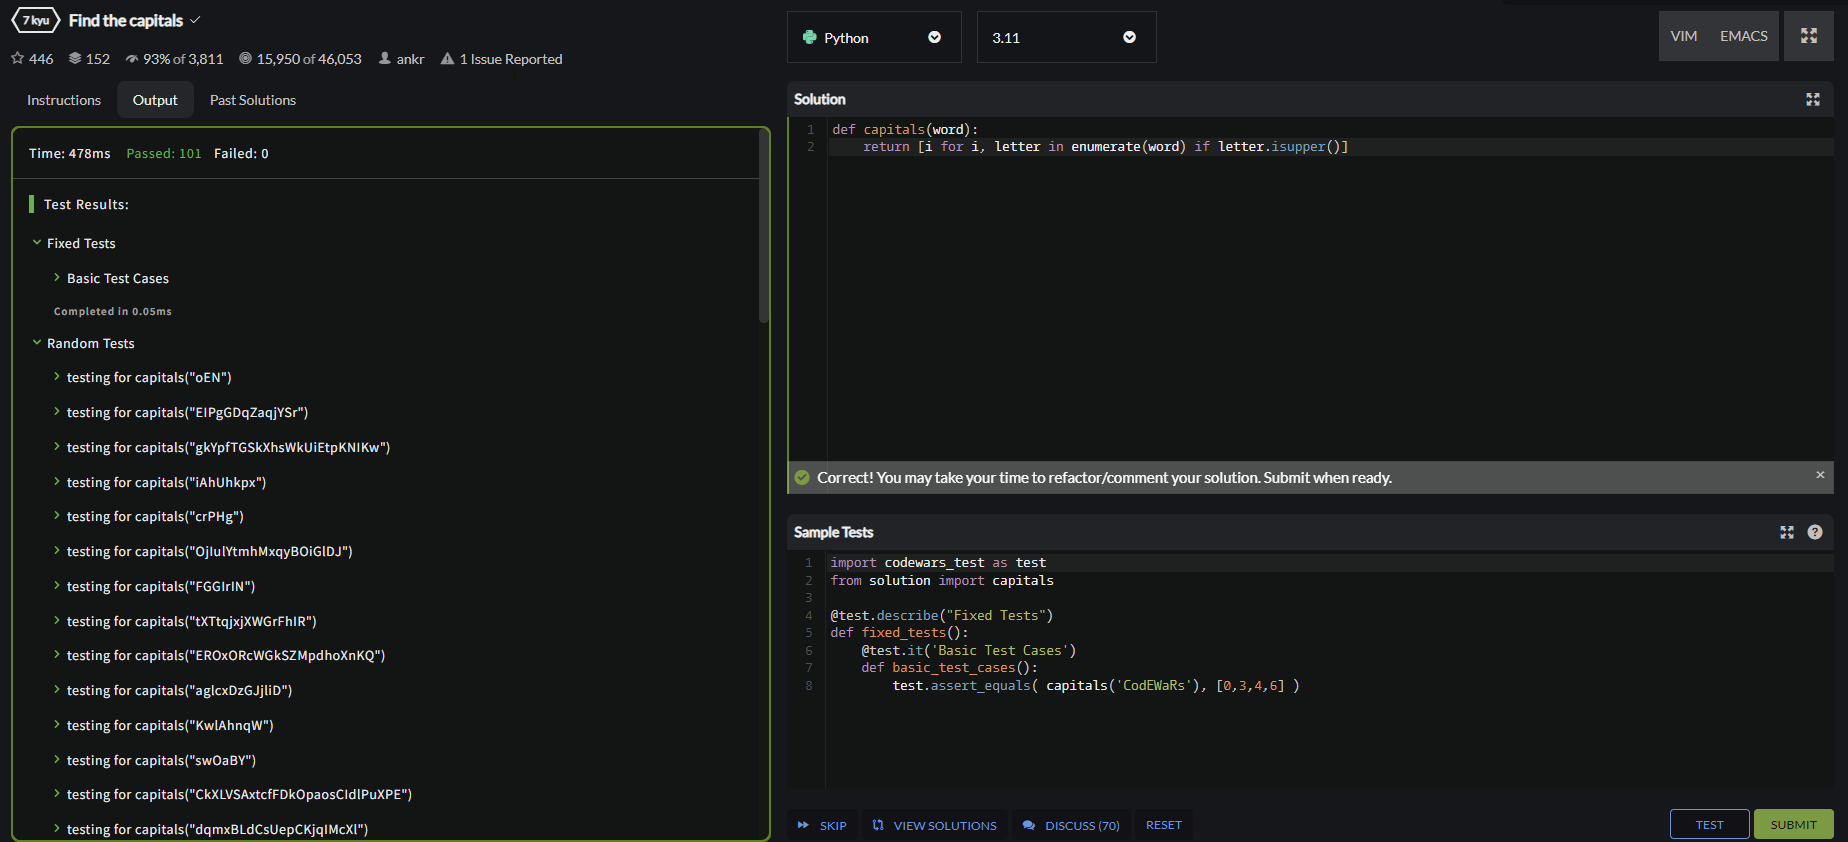 7 kyu Find the capitals
446 152 93% of 3,811 15,950 of 46,053 ankr 1 Issue Reported
Instructions Output Past Solutions
Time: 478ms Passed: 101 Failed: 0
Test Results:
Fixed Tests
Basic Test Cases
Completed in 0.05ms
Random Tests
testing for capitals("oEN")
testing for capitals("EIPgGDqZaqjYSr")
testing for capitals("gkYpfTGSkXhsWkUiEtpKNIKw")
testing for capitals("iAhUhkpx")
testing for capitals("crPHg")
testing for capitals("OjIulYtmhMxqyBOiGlDJ")
testing for capitals("FGGIrIN")
testing for capitals("tXTtqjxjXWGrFhIR")
testing for capitals("EROxORcWGkSZMpdhoXnKQ")
testing for capitals("aglcxDzGJjliD")
testing for capitals("KwlAhnqW")
testing for capitals("swOaBY")
testing for capitals("CkXLVSAxtcfFDkOpaosCIdlPuXPE")
testing for capitals("dqmxBLdCsUepCKjqIMcXl")
Python 3.11 VIM EMACS
Solution
1 def capitals(word):
2     return [i for i, letter in enumerate(word) if letter.isupper()]
Correct! You may take your time to refactor/comment your solution. Submit when ready. ×
Sample Tests ?
1 import codewars_test as test
2 from solution import capitals
3
4 @test.describe("Fixed Tests")
5 def fixed_tests():
6     @test.it('Basic Test Cases')
7     def basic_test_cases():
8         test.assert_equals( capitals('CodEWaRs'), [0,3,4,6] )
SKIP VIEW SOLUTIONS DISCUSS (70) RESET TEST SUBMIT